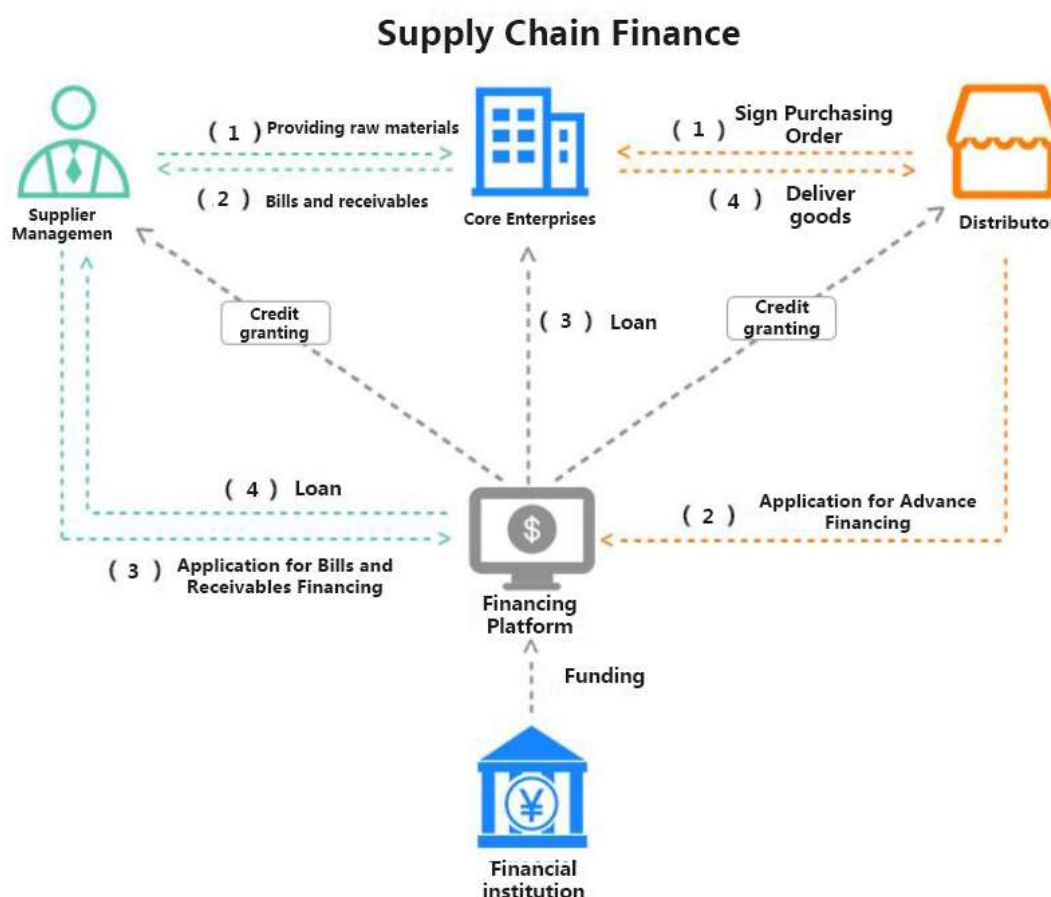 Supply Chain Finance
( 1 ) Providing raw materials
( 2 ) Bills and receivables
( 1 ) Sign Purchasing
Order
( 4 ) Deliver
goods
Supplier
Managemen
Core Enterprises
Distributor
Credit
granting
( 3 ) Loan
Credit
granting
( 4 ) Loan
( 3 ) Application for Bills and
Receivables Financing
$
( 2 ) Application for Advance
Financing
Financing
Platform
Funding
¥
Financial
institution